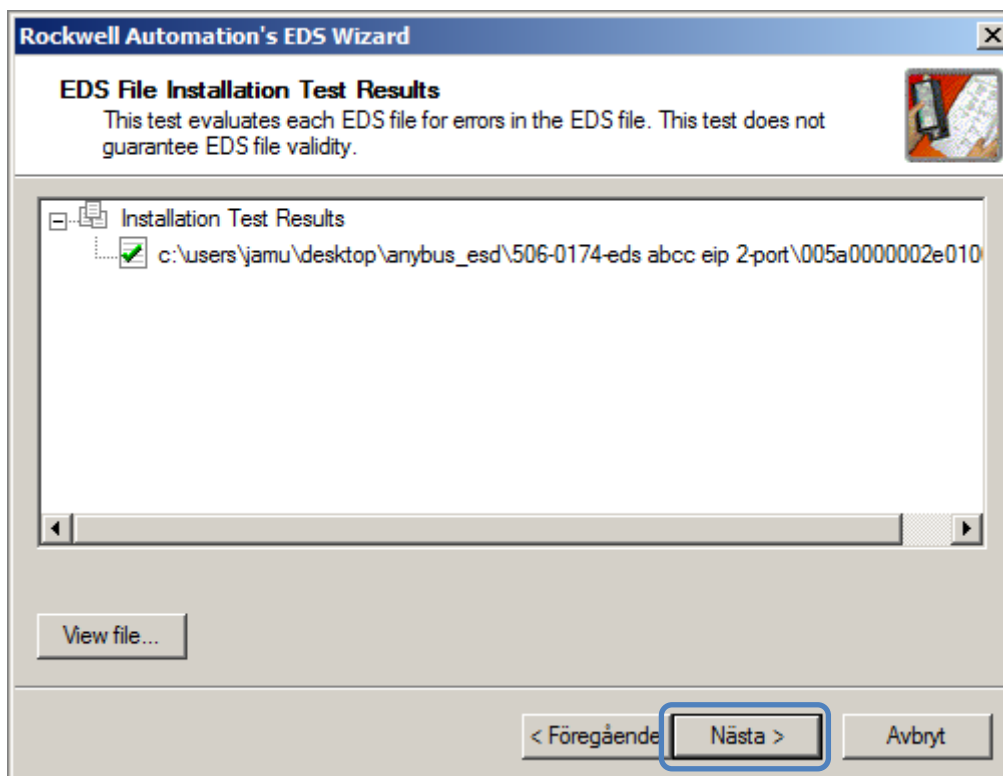 Rockwell Automation's EDS Wizard
EDS File Installation Test Results
This test evaluates each EDS file for errors in the EDS file. This test does not
guarantee EDS file validity.
Installation Test Results
c:\users\jamu\desktop\anybus_esd\506-0174-eds abcc eip 2-port\005a0000002e010
View file...
< Föregående
Nästa >
Avbryt